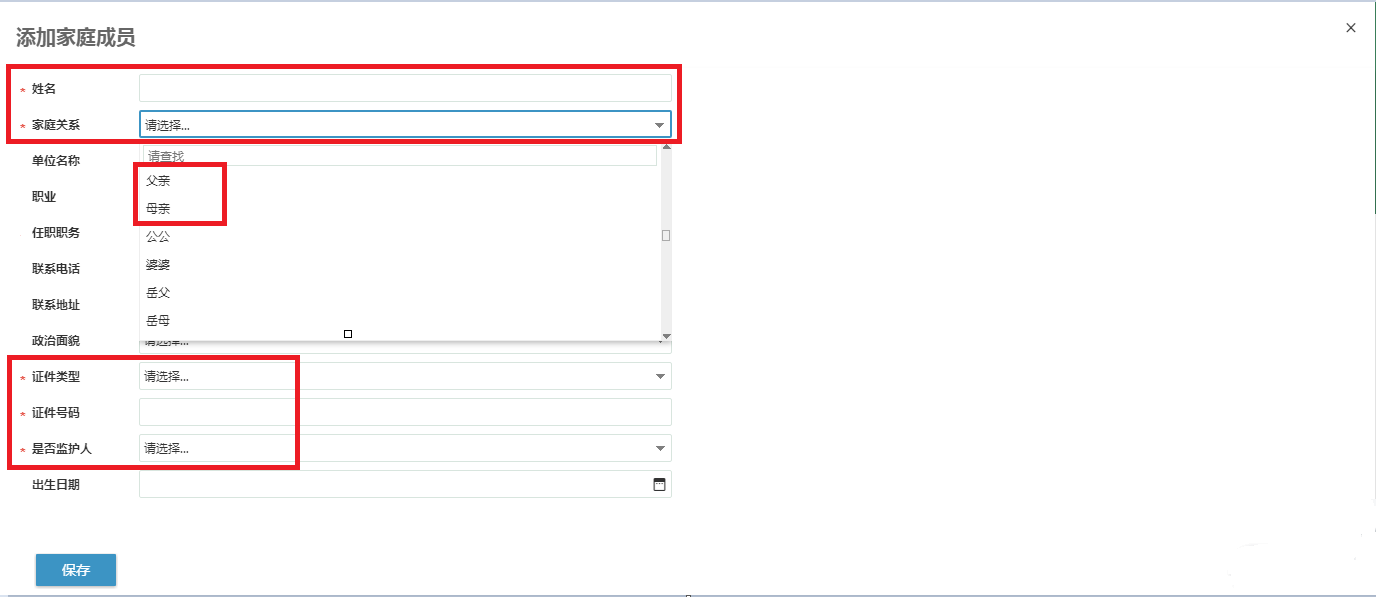 添加家庭成员
* 姓名
* 家庭关系 请选择...
单位名称 请查找
父亲
职业
母亲
任职职务 公公
联系电话 婆婆
联系地址 岳父
岳母
政治面貌 请选择...
* 证件类型 请选择...
* 证件号码
* 是否监护人 请选择...
出生日期
保存